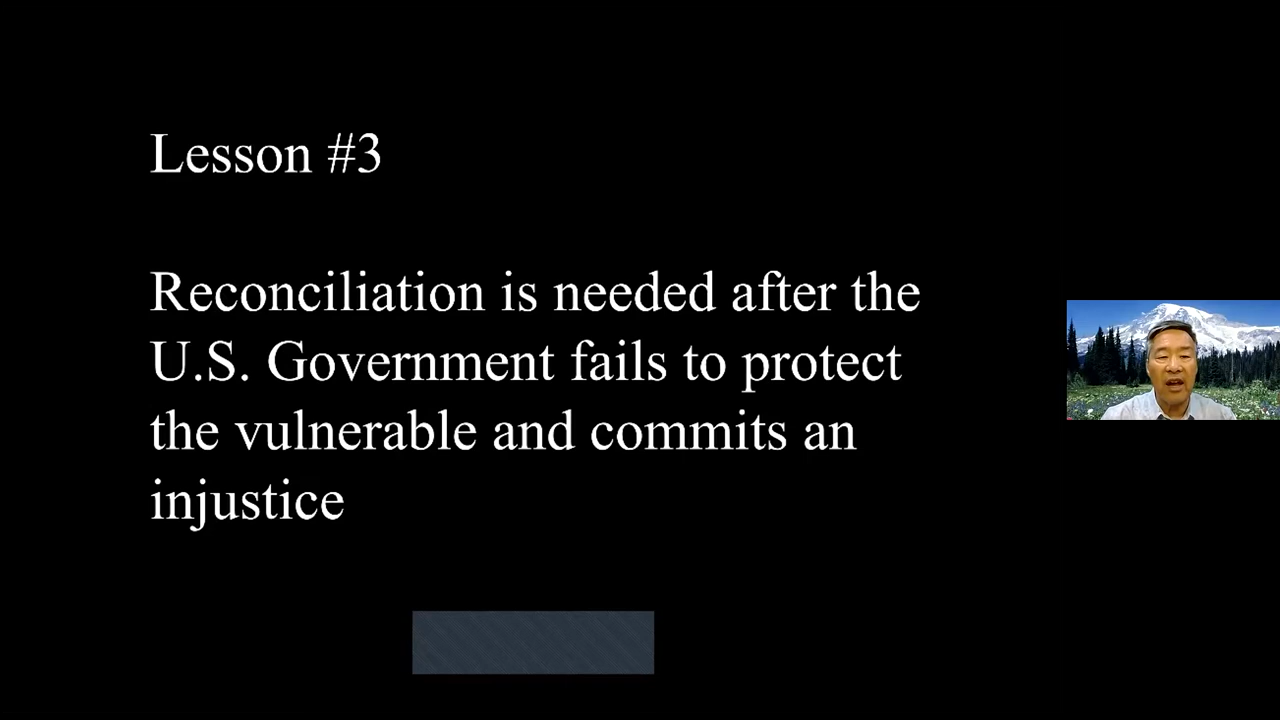 Lesson #3
Reconciliation is needed after the
U.S. Government fails to protect
the vulnerable and commits an
injustice